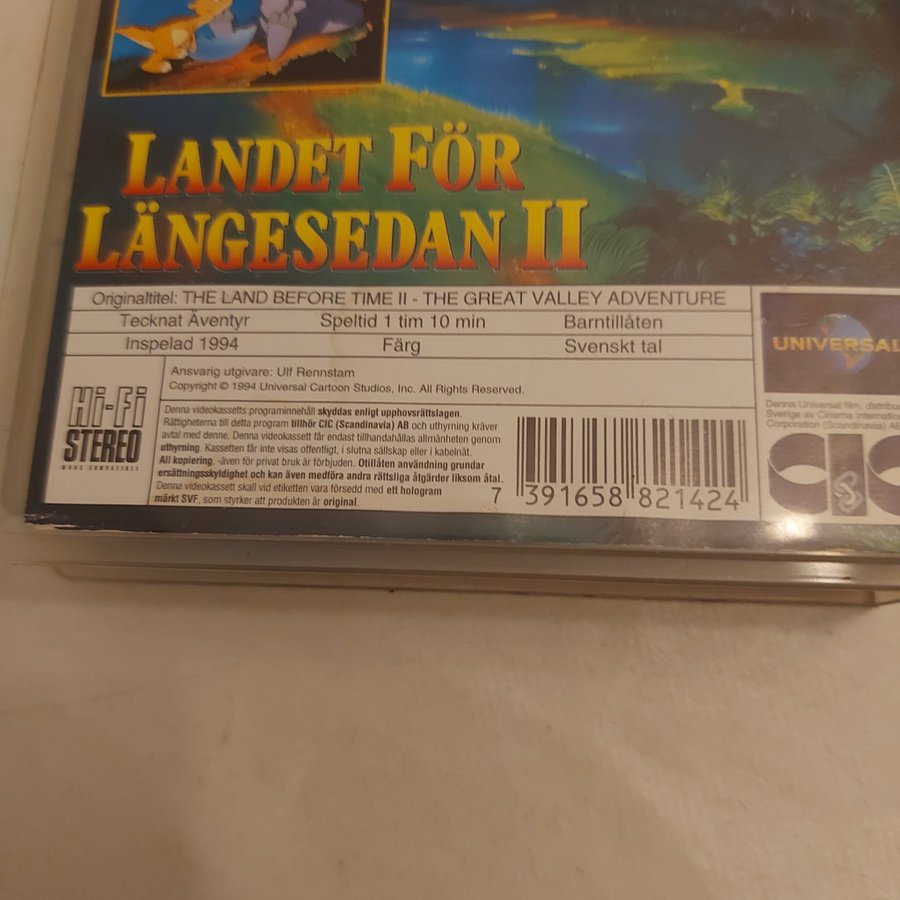 LANDET FÖR
LÄNGESEDAN II
Originaltitel: THE LAND BEFORE TIME II - THE GREAT VALLEY ADVENTURE
Tecknat Äventyr Speltid 1 tim 10 min Barntillåten
Inspelad 1994 Färg Svenskt tal
Ansvarig utgivare: Ulf Rennstam
Copyright © 1994 Universal Cartoon Studios, Inc. All Rights Reserved.
Hi-Fi
STEREO
MONO COMPATIBLE
Denna videokassetts programinnehåll skyddas enligt upphovsrättslagen.
Rättigheterna till detta program tillhör CIC (Scandinavia) AB och uthyrning kräver
avtal med denne. Denna videokassett får endast tillhandahållas allmänheten genom
uthyrning. Kassetten får inte visas offentligt, i slutna sällskap eller i kabelnät.
All kopiering, -även för privat bruk är förbjuden. Otillåten användning grundar
ersättningsskyldighet och kan även medföra andra rättsliga åtgärder liksom åtal.
Denna videokassett skall vid etiketten vara försedd med ett hologram
märkt SVF, som styrker att produkten är original.
7 391658 821424
UNIVERSAL
Denna Universal film, distribu
Sverige av Cinema Internatio
Corporation (Scandinavia) AB
CIC
S